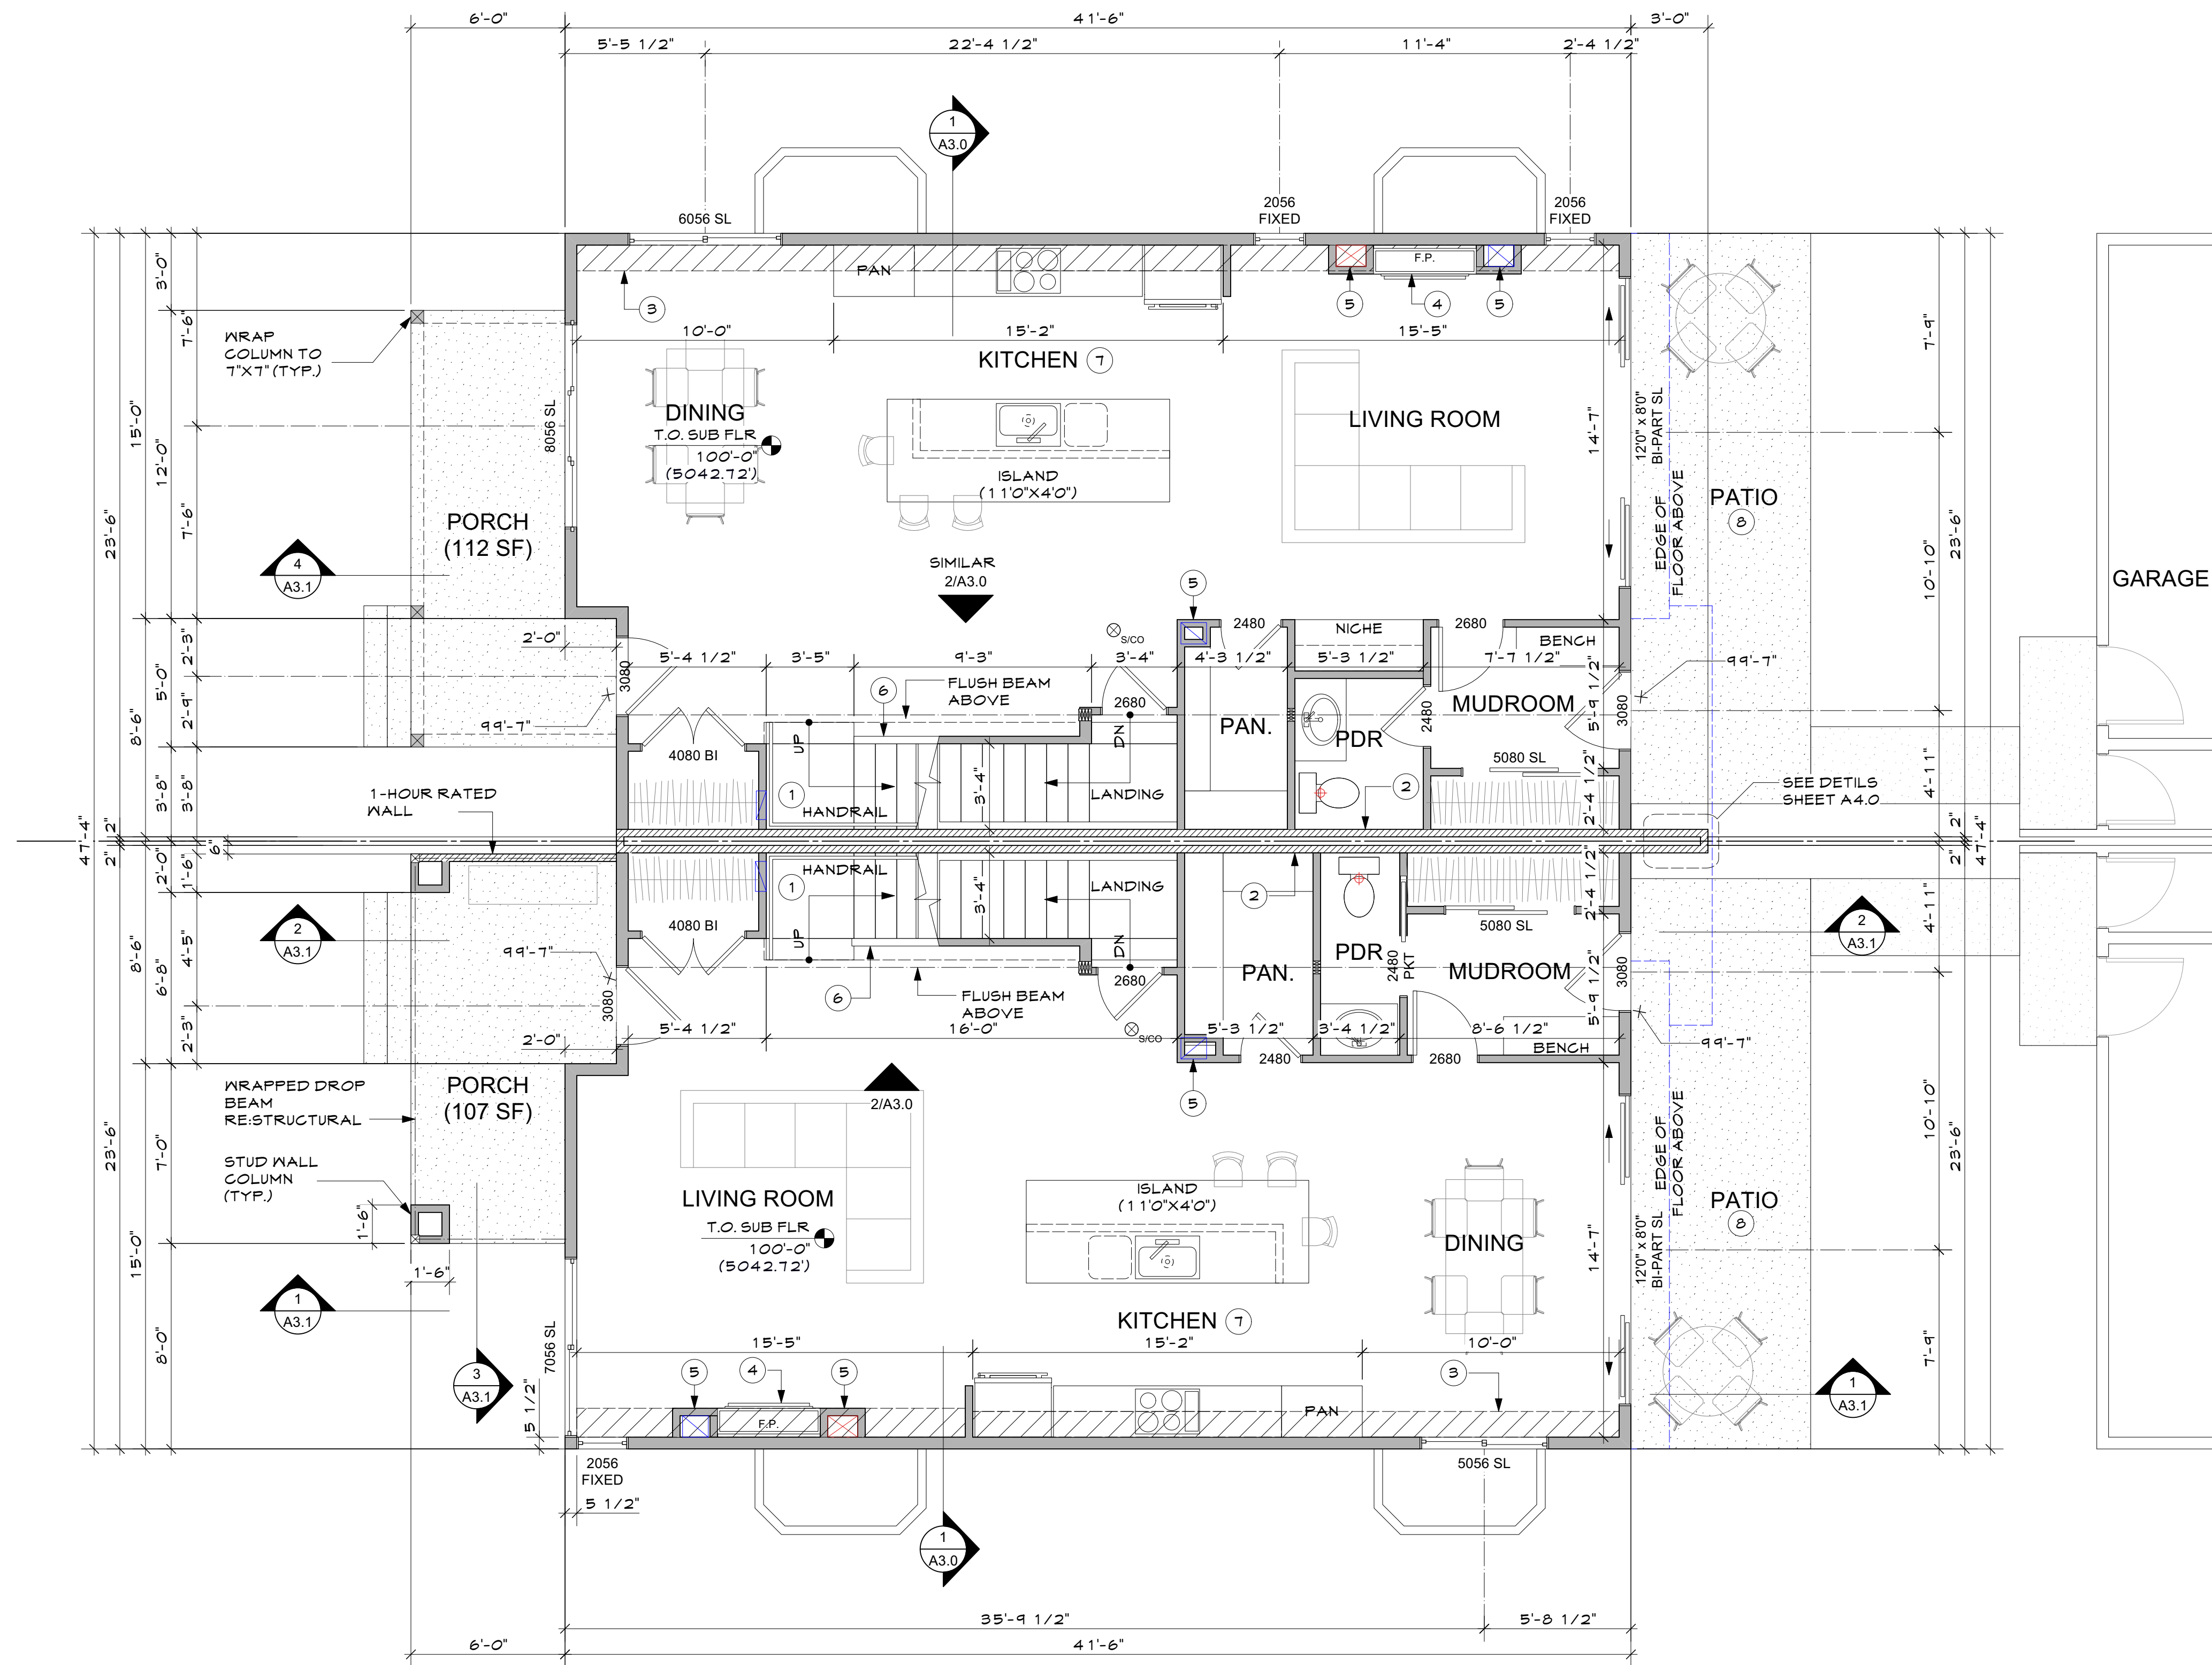 6'-0"
41'-6"
3'-0"
5'-5 1/2"
22'-4 1/2"
11'-4"
2'-4 1/2"
1
A3.0
6056 SL
2056
FIXED
2056
FIXED
PAN
F.P.
3
5
4
5
10'-0"
15'-2"
15'-5"
WRAP
COLUMN TO
7"X7" (TYP.)
KITCHEN 7
DINING
T.O. SUB FLR
100'-0"
(5042.72')
8056 SL
LIVING ROOM
ISLAND
(11'0"X4'0")
14'-7"
12'0" x 8'0"
BI-PART SL
EDGE OF
FLOOR ABOVE
PATIO
8
PORCH
(112 SF)
4
A3.1
SIMILAR
2/A3.0
GARAGE
3'-0"
7'-6"
12'-0"
7'-6"
15'-0"
23'-6"
47'-4"
2'-3"
5'-0"
2'-9"
8'-6"
3'-8"
3'-8"
2"
2"
6"
7'-9"
10'-10"
23'-6"
4'-11"
2"
2"
47'-4"
5
S/CO
2480
NICHE
2680
BENCH
2'-0"
3080
5'-4 1/2"
3'-5"
9'-3"
3'-4"
4'-3 1/2"
5'-3 1/2"
7'-7 1/2"
99'-7"
99'-7"
6
FLUSH BEAM
ABOVE
2680
PAN.
PDR
2480
MUDROOM
5'-9 1/2"
3080
UP
DN
4080 BI
5080 SL
2'-4 1/2"
1
HANDRAIL
3'-4"
LANDING
2
SEE DETILS
SHEET A4.0
1-HOUR RATED
WALL
2'-0"
1'-6"
4'-5"
6'-8"
8'-6"
2'-3"
7'-0"
8'-0"
15'-0"
23'-6"
HANDRAIL
1
3'-4"
LANDING
2
2'-4 1/2"
5080 SL
4080 BI
UP
DN
2
A3.1
2
A3.1
4'-11"
99'-7"
3080
PAN.
PDR
2480
PKT
MUDROOM
5'-9 1/2"
3080
2680
6
FLUSH BEAM
ABOVE
S/CO
5'-4 1/2"
16'-0"
5'-3 1/2"
3'-4 1/2"
8'-6 1/2"
99'-7"
2'-0"
2480
2680
BENCH
WRAPPED DROP
BEAM
RE:STRUCTURAL
PORCH
(107 SF)
2/A3.0
5
EDGE OF
FLOOR ABOVE
10'-10"
23'-6"
7'-9"
STUD WALL
COLUMN
(TYP.)
1'-6"
1'-6"
LIVING ROOM
T.O. SUB FLR
100'-0"
(5042.72')
ISLAND
(11'0"X4'0")
DINING
14'-7"
12'0" x 8'0"
BI-PART SL
PATIO
8
1
A3.1
KITCHEN 7
15'-5"
15'-2"
10'-0"
7056 SL
3
A3.1
5
4
5
3
1
A3.1
5 1/2"
F.P.
PAN
2056
FIXED
5056 SL
5 1/2"
1
A3.0
35'-9 1/2"
5'-8 1/2"
6'-0"
41'-6"